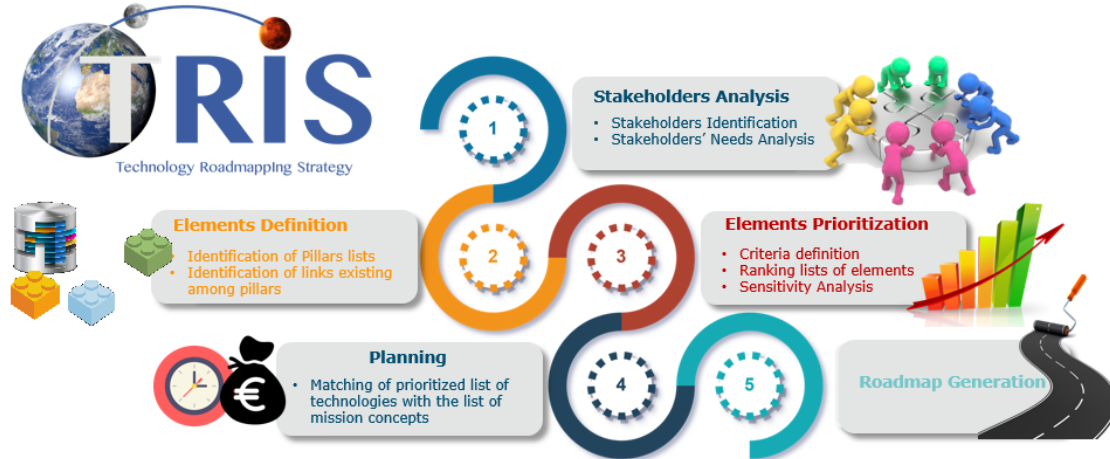 TRIS
Technology Roadmapping Strategy
1
Stakeholders Analysis
• Stakeholders Identification
• Stakeholders' Needs Analysis
Elements Definition
• Identification of Pillars lists
• Identification of links existing
among pillars
2
3
Elements Prioritization
• Criteria definition
• Ranking lists of elements
• Sensitivity Analysis
€
Planning
• Matching of prioritized list of
technologies with the list of
mission concepts
4
5
Roadmap Generation